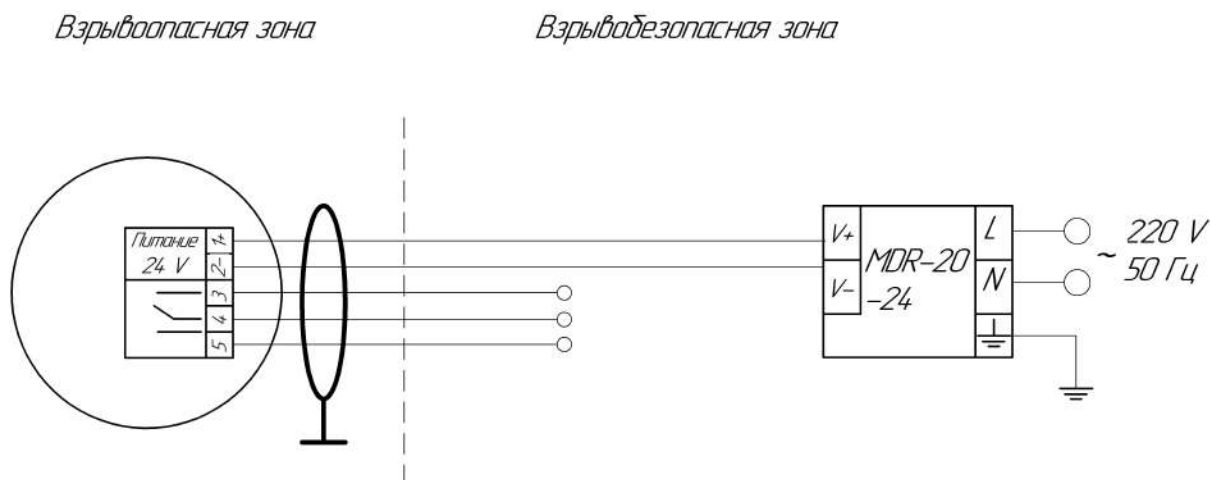 Взрывоопасная зона
Взрывобезопасная зона
Питание
24 V
1+
2-
3
4
5
V+
V-
MDR-20
-24
L
N
~
220 V
50 Гц